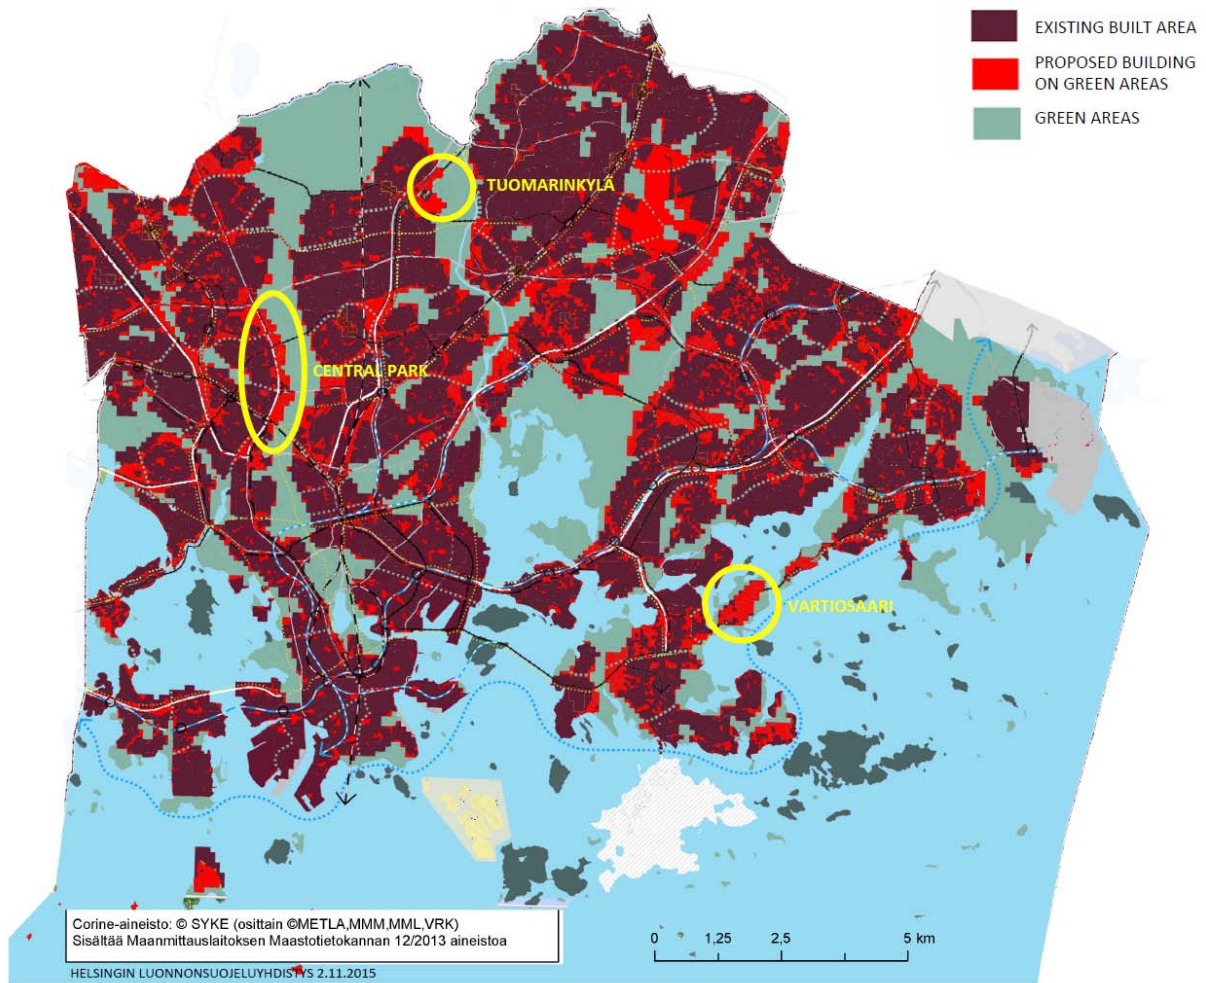 EXISTING BUILT AREA
PROPOSED BUILDING
ON GREEN AREAS
GREEN AREAS
TUOMARINKYLÄ
CENTRAL PARK
VARTIOSAARI
Corine-aineisto: © SYKE (osittain ©METLA,MMM,MML,VRK)
Sisältää Maanmittauslaitoksen Maastotietokannan 12/2013 aineistoa
HELSINGIN LUONNONSUOJELUYHDISTYS 2.11.2015
0 1,25 2,5 5 km